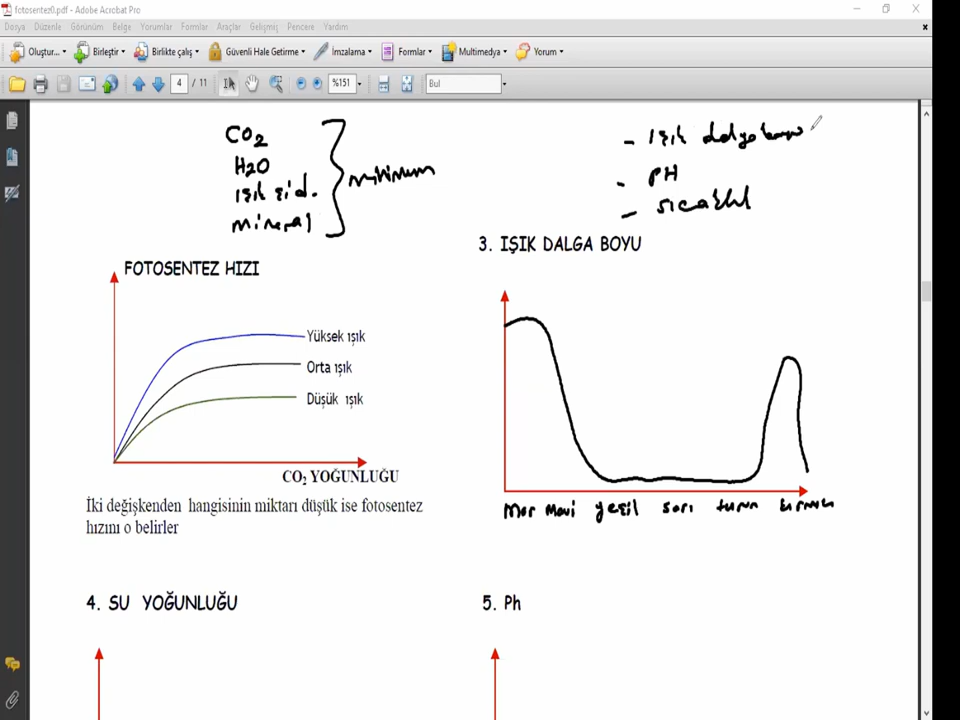 fotosentez0.pdf - Adobe Acrobat Pro
Dosya Düzenle Görünüm Belge Yorumlar Formlar Araçlar Gelişmiş Pencere Yardım
Oluştur... Birleştir Birlikte çalış Güvenli Hale Getirme İmzalama Formlar Multimedya Yorum
4 / 11 %151 Bul
CO2
H2O
ışık şid.
mineral
minimum
- ışık dalga boyu
- PH
- sıcaklık
FOTOSENTEZ HIZI
Yüksek ışık
Orta ışık
Düşük ışık
CO2 YOĞUNLUĞU
İki değişkenden hangisinin miktarı düşük ise fotosentez
hızını o belirler
3. IŞIK DALGA BOYU
Mor Mavi yeşil sarı turun kırmızı
4. SU YOĞUNLUĞU
5. Ph